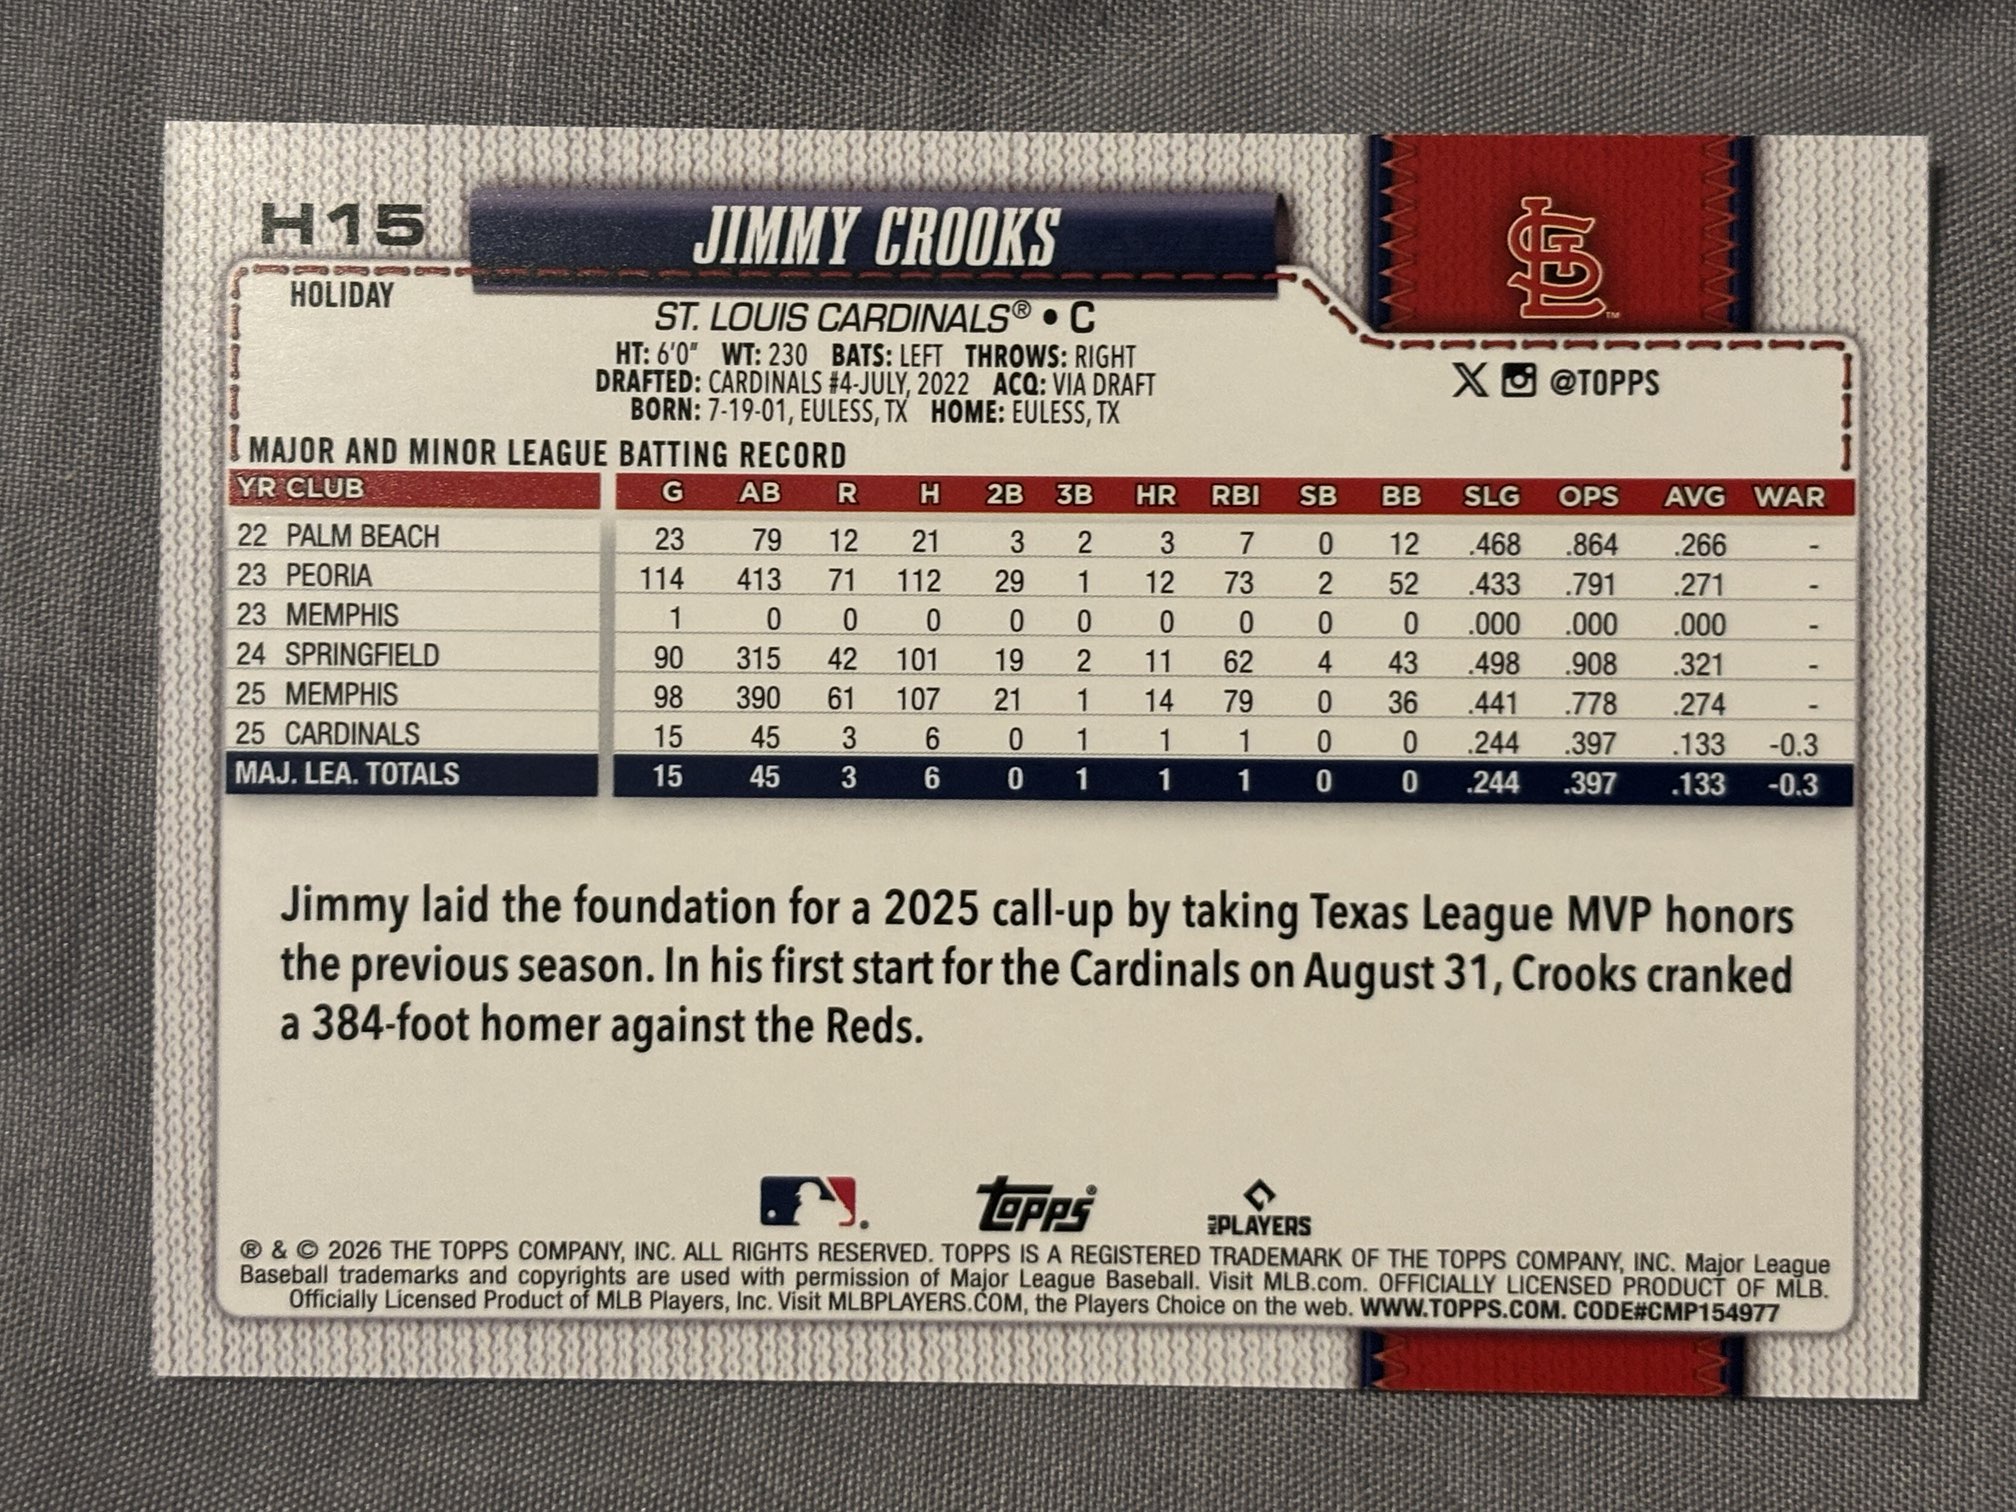 H15
JIMMY CROOKS
STL™
HOLIDAY
ST. LOUIS CARDINALS® • C
HT: 6'0" WT: 230 BATS: LEFT THROWS: RIGHT
DRAFTED: CARDINALS #4-JULY, 2022 ACQ: VIA DRAFT
BORN: 7-19-01, EULESS, TX HOME: EULESS, TX
X @TOPPS
MAJOR AND MINOR LEAGUE BATTING RECORD
YR CLUB G AB R H 2B 3B HR RBI SB BB SLG OPS AVG WAR
22 PALM BEACH 23 79 12 21 3 2 3 7 0 12 .468 .864 .266 -
23 PEORIA 114 413 71 112 29 1 12 73 2 52 .433 .791 .271 -
23 MEMPHIS 1 0 0 0 0 0 0 0 0 0 .000 .000 .000 -
24 SPRINGFIELD 90 315 42 101 19 2 11 62 4 43 .498 .908 .321 -
25 MEMPHIS 98 390 61 107 21 1 14 79 0 36 .441 .778 .274 -
25 CARDINALS 15 45 3 6 0 1 1 1 0 0 .244 .397 .133 -0.3
MAJ. LEA. TOTALS 15 45 3 6 0 1 1 1 0 0 .244 .397 .133 -0.3
Jimmy laid the foundation for a 2025 call-up by taking Texas League MVP honors
the previous season. In his first start for the Cardinals on August 31, Crooks cranked
a 384-foot homer against the Reds.
Topps® MLB PLAYERS
® & © 2026 THE TOPPS COMPANY, INC. ALL RIGHTS RESERVED. TOPPS IS A REGISTERED TRADEMARK OF THE TOPPS COMPANY, INC. Major League
Baseball trademarks and copyrights are used with permission of Major League Baseball. Visit MLB.com. OFFICIALLY LICENSED PRODUCT OF MLB.
Officially Licensed Product of MLB Players, Inc. Visit MLBPLAYERS.COM, the Players Choice on the web. WWW.TOPPS.COM. CODE#CMP154977